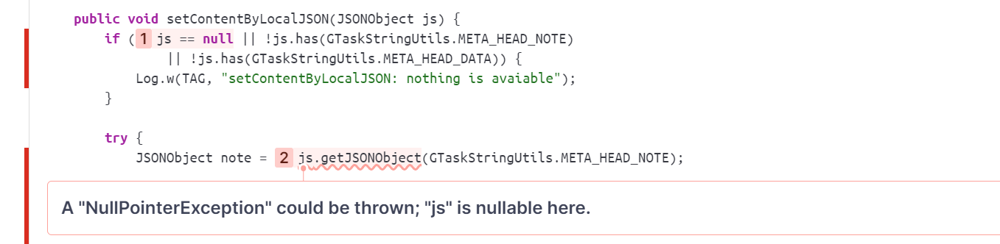 public void setContentByLocalJSON(JSONObject js) {
if (1 js == null || !js.has(GTaskStringUtils.META_HEAD_NOTE)
|| !js.has(GTaskStringUtils.META_HEAD_DATA)) {
Log.w(TAG, "setContentByLocalJSON: nothing is avaiable");
}
try {
JSONObject note = 2 js.getJSONObject(GTaskStringUtils.META_HEAD_NOTE);
A "NullPointerException" could be thrown; "js" is nullable here.